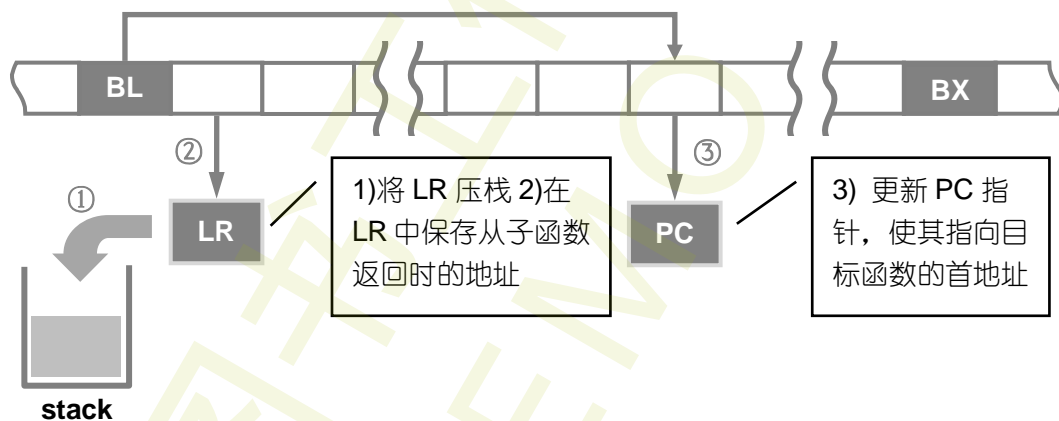 BL
BX
②
③
①
LR
PC
1)将 LR 压栈 2)在
LR 中保存从子函数
返回时的地址
3) 更新 PC 指
针，使其指向目
标函数的首地址
stack